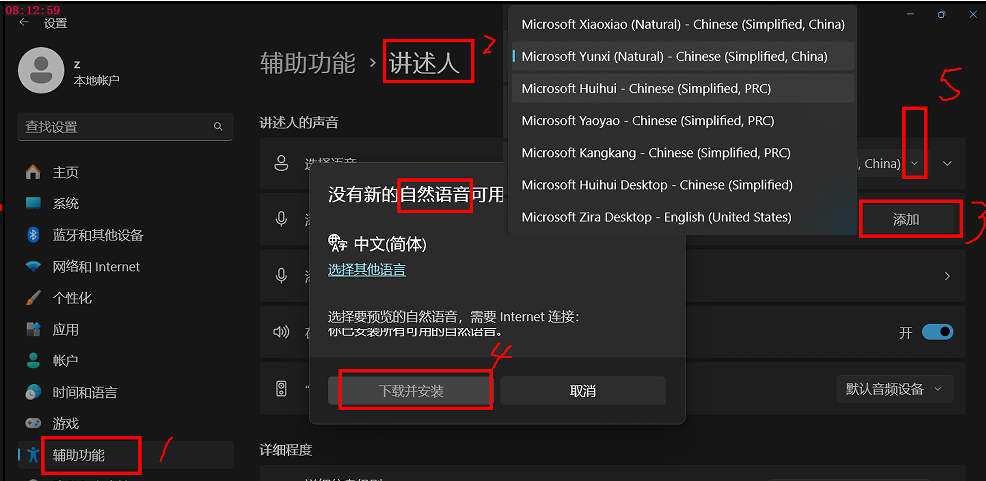 08:12:59
设置
z
本地帐户
查找设置
主页
系统
蓝牙和其他设备
网络和 Internet
个性化
应用
帐户
时间和语言
游戏
辅助功能
1
辅助功能 › 讲述人
2
讲述人的声音
没有新的自然语音可用
中文(简体)
选择其他语言
选择要预览的自然语音，需要 Internet 连接：
你已安装所有可用的自然语音。
4
下载并安装
取消
Microsoft Xiaoxiao (Natural) - Chinese (Simplified, China)
Microsoft Yunxi (Natural) - Chinese (Simplified, China)
Microsoft Huihui - Chinese (Simplified, PRC)
Microsoft Yaoyao - Chinese (Simplified, PRC)
Microsoft Kangkang - Chinese (Simplified, PRC)
Microsoft Huihui Desktop - Chinese (Simplified)
Microsoft Zira Desktop - English (United States)
5
, China)
添加
3
开
默认音频设备
详细程度